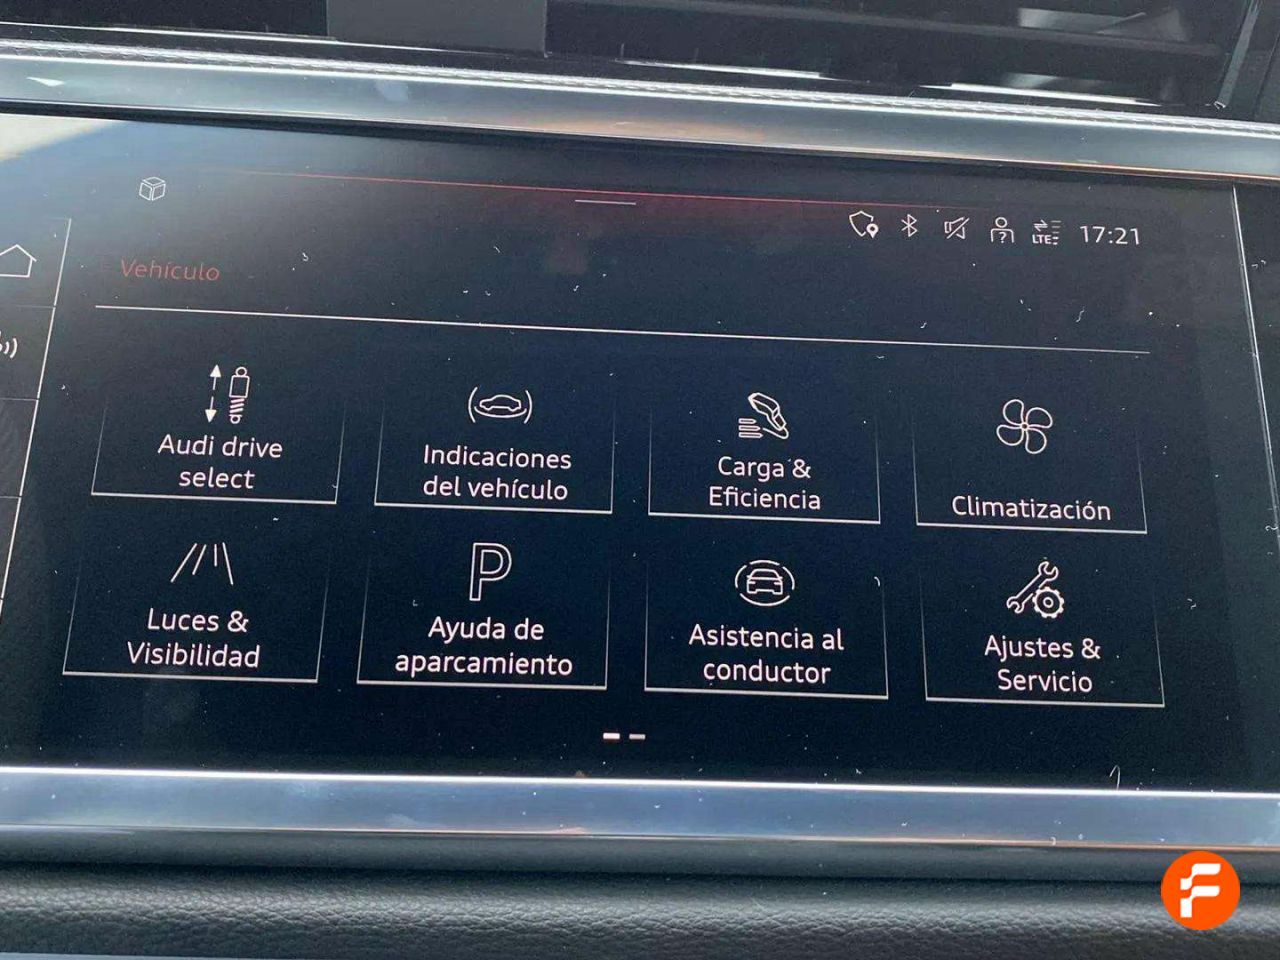 LTE
17:21
Vehículo
Audi drive
select
Indicaciones
del vehículo
Carga &
Eficiencia
Climatización
Luces &
Visibilidad
P
Ayuda de
aparcamiento
Asistencia al
conductor
Ajustes &
Servicio